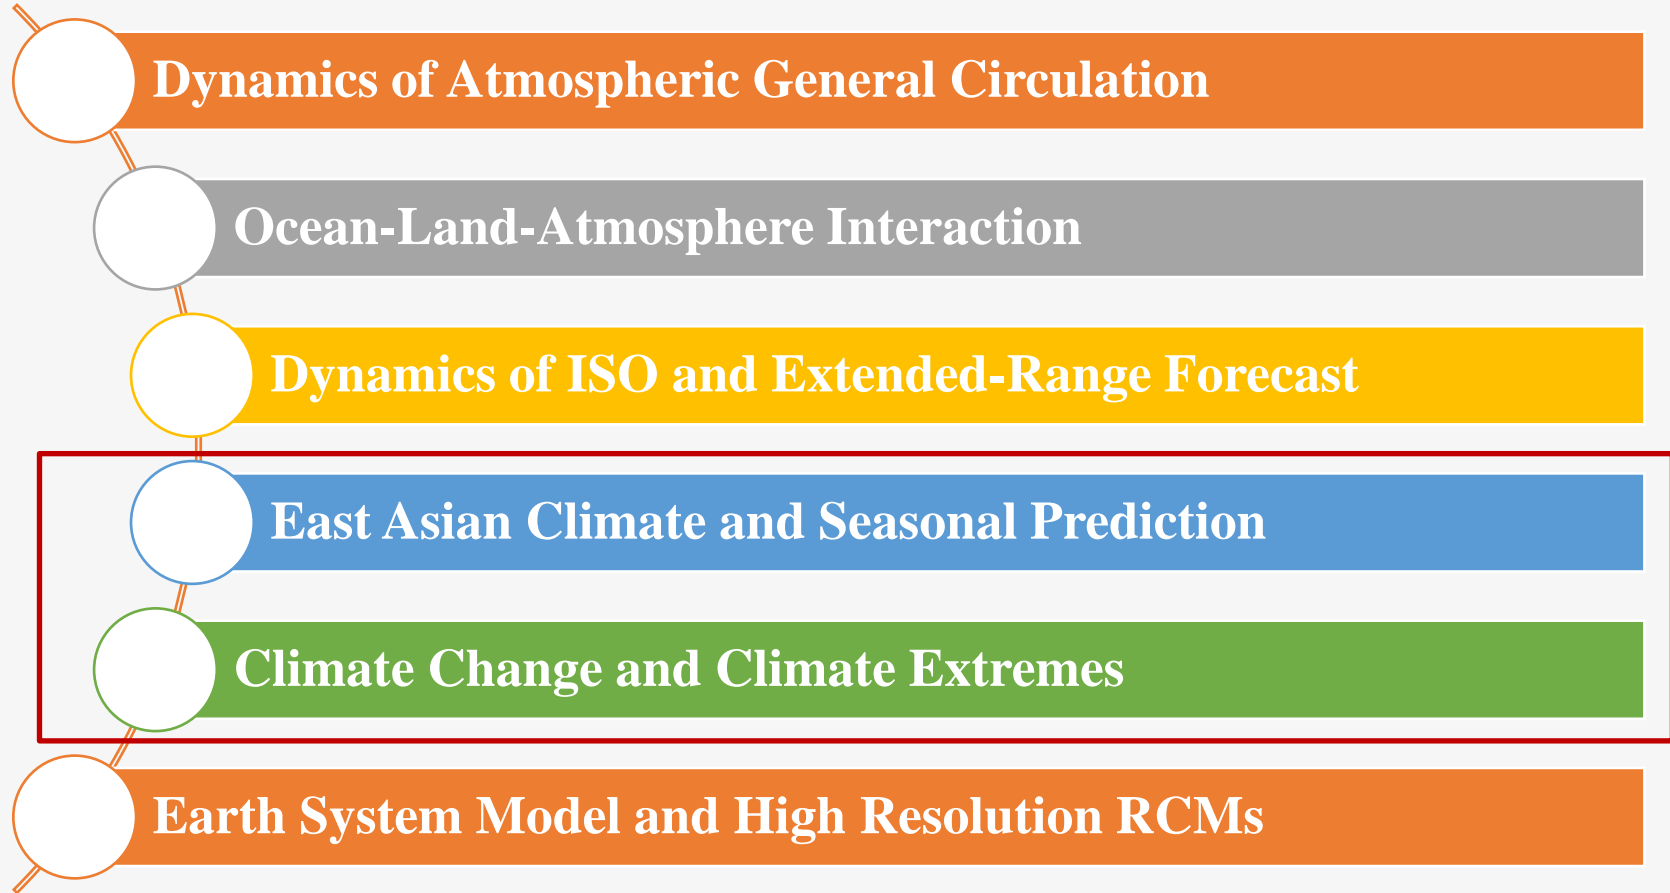 Dynamics of Atmospheric General Circulation
Ocean-Land-Atmosphere Interaction
Dynamics of ISO and Extended-Range Forecast
East Asian Climate and Seasonal Prediction
Climate Change and Climate Extremes
Earth System Model and High Resolution RCMs